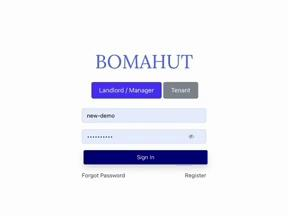 BOMAHUT
Landlord / Manager Tenant
new-demo
••••••••••
Sign In
Forgot Password Register